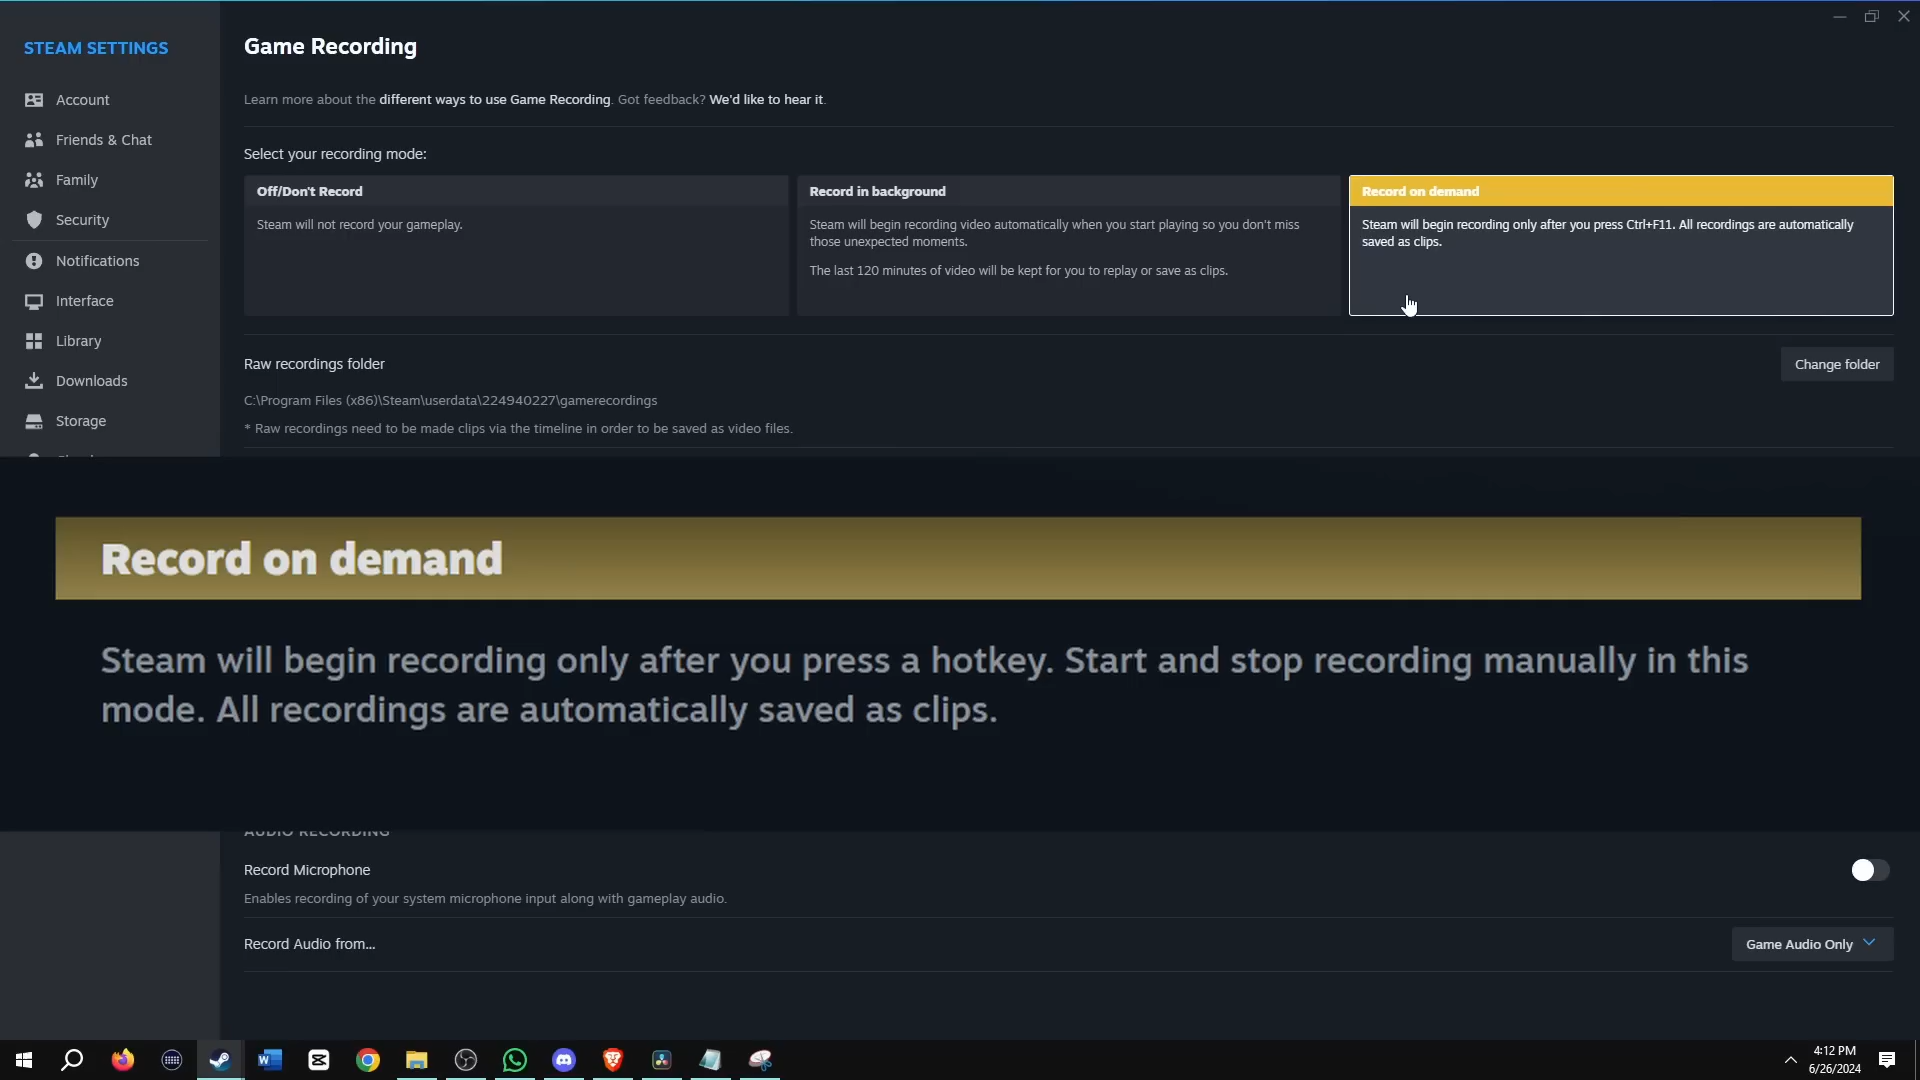 STEAM SETTINGS
Account
Friends & Chat
Family
Security
Notifications
Interface
Library
Downloads
Storage
Game Recording
Learn more about the different ways to use Game Recording. Got feedback? We'd like to hear it.
Select your recording mode:
Off/Don't Record
Steam will not record your gameplay.
Record in background
Steam will begin recording video automatically when you start playing so you don't miss
those unexpected moments.
The last 120 minutes of video will be kept for you to replay or save as clips.
Record on demand
Steam will begin recording only after you press Ctrl+F11. All recordings are automatically
saved as clips.
Raw recordings folder
Change folder
C:\Program Files (x86)\Steam\userdata\224940227\gamerecordings
* Raw recordings need to be made clips via the timeline in order to be saved as video files.
Record on demand
Steam will begin recording only after you press a hotkey. Start and stop recording manually in this
mode. All recordings are automatically saved as clips.
AUDIO RECORDING
Record Microphone
Enables recording of your system microphone input along with gameplay audio.
Record Audio from...
Game Audio Only
4:12 PM
6/26/2024